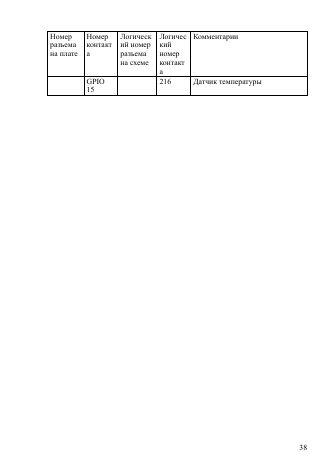 Номер
разъема
на плате
Номер
контакт
а
Логическ
ий номер
разъема
на схеме
Логичес
кий
номер
контакт
а
Комментарии
GPIO
15
216
Датчик температуры
38